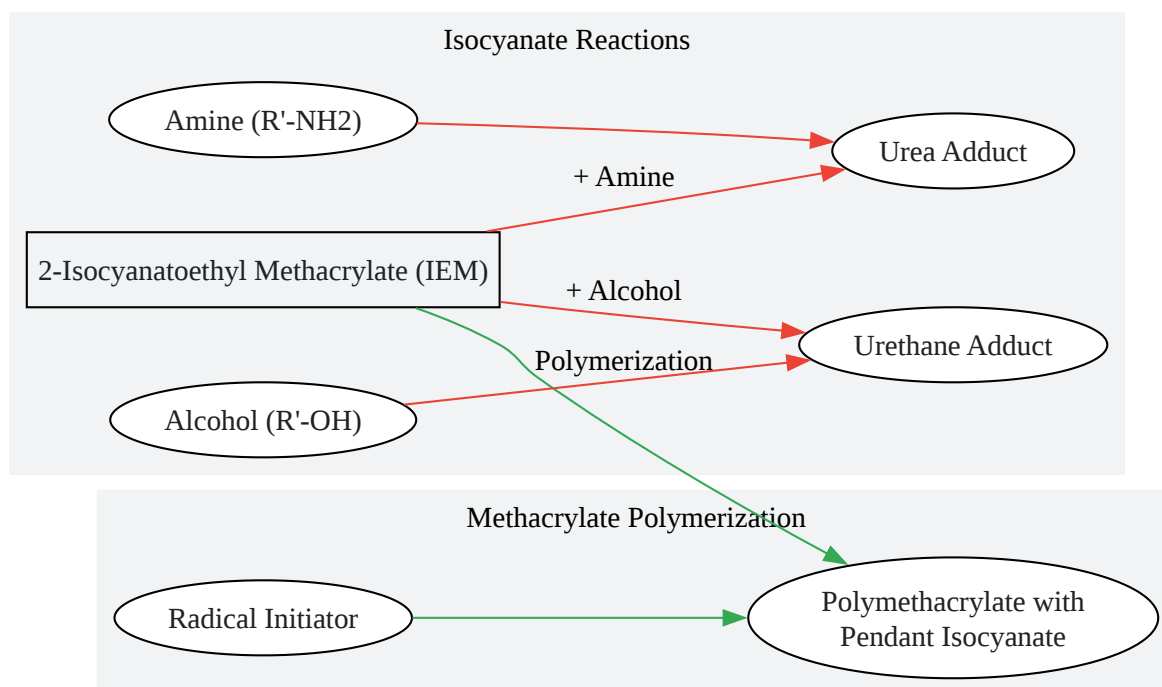 Isocyanate Reactions
Amine (R'-NH2)
Urea Adduct
+ Amine
2-Isocyanatoethyl Methacrylate (IEM)
+ Alcohol
Urethane Adduct
Polymerization
Alcohol (R'-OH)
Methacrylate Polymerization
Radical Initiator
Polymethacrylate with
Pendant Isocyanate